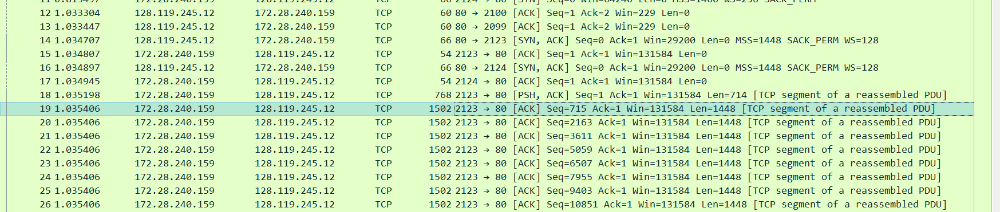 12 1.033304 128.119.245.12 172.28.240.159 TCP 60 80 → 2100 [ACK] Seq=1 Ack=2 Win=229 Len=0
13 1.033447 128.119.245.12 172.28.240.159 TCP 60 80 → 2099 [ACK] Seq=1 Ack=2 Win=229 Len=0
14 1.034707 128.119.245.12 172.28.240.159 TCP 66 80 → 2123 [SYN, ACK] Seq=0 Ack=1 Win=29200 Len=0 MSS=1448 SACK_PERM WS=128
15 1.034807 172.28.240.159 128.119.245.12 TCP 54 2123 → 80 [ACK] Seq=1 Ack=1 Win=131584 Len=0
16 1.034897 128.119.245.12 172.28.240.159 TCP 66 80 → 2124 [SYN, ACK] Seq=0 Ack=1 Win=29200 Len=0 MSS=1448 SACK_PERM WS=128
17 1.034945 172.28.240.159 128.119.245.12 TCP 54 2124 → 80 [ACK] Seq=1 Ack=1 Win=131584 Len=0
18 1.035198 172.28.240.159 128.119.245.12 TCP 768 2123 → 80 [PSH, ACK] Seq=1 Ack=1 Win=131584 Len=714 [TCP segment of a reassembled PDU]
19 1.035406 172.28.240.159 128.119.245.12 TCP 1502 2123 → 80 [ACK] Seq=715 Ack=1 Win=131584 Len=1448 [TCP segment of a reassembled PDU]
20 1.035406 172.28.240.159 128.119.245.12 TCP 1502 2123 → 80 [ACK] Seq=2163 Ack=1 Win=131584 Len=1448 [TCP segment of a reassembled PDU]
21 1.035406 172.28.240.159 128.119.245.12 TCP 1502 2123 → 80 [ACK] Seq=3611 Ack=1 Win=131584 Len=1448 [TCP segment of a reassembled PDU]
22 1.035406 172.28.240.159 128.119.245.12 TCP 1502 2123 → 80 [ACK] Seq=5059 Ack=1 Win=131584 Len=1448 [TCP segment of a reassembled PDU]
23 1.035406 172.28.240.159 128.119.245.12 TCP 1502 2123 → 80 [ACK] Seq=6507 Ack=1 Win=131584 Len=1448 [TCP segment of a reassembled PDU]
24 1.035406 172.28.240.159 128.119.245.12 TCP 1502 2123 → 80 [ACK] Seq=7955 Ack=1 Win=131584 Len=1448 [TCP segment of a reassembled PDU]
25 1.035406 172.28.240.159 128.119.245.12 TCP 1502 2123 → 80 [ACK] Seq=9403 Ack=1 Win=131584 Len=1448 [TCP segment of a reassembled PDU]
26 1.035406 172.28.240.159 128.119.245.12 TCP 1502 2123 → 80 [ACK] Seq=10851 Ack=1 Win=131584 Len=1448 [TCP segment of a reassembled PDU]